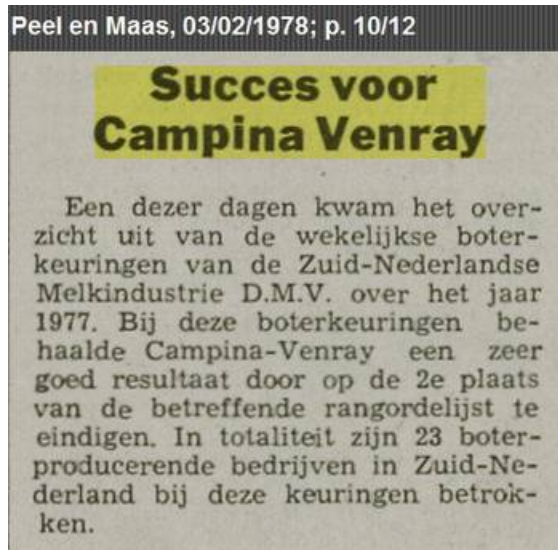 Peel en Maas, 03/02/1978; p. 10/12
Succes voor
Campina Venray
Een dezer dagen kwam het over-
zicht uit van de wekelijkse boter-
keuringen van de Zuid-Nederlandse
Melkindustrie D.M.V. over het jaar
1977. Bij deze boterkeuringen be-
haalde Campina-Venray een zeer
goed resultaat door op de 2e plaats
van de betreffende rangordelijst te
eindigen. In totaliteit zijn 23 boter-
producerende bedrijven in Zuid-Ne-
derland bij deze keuringen betrok-
ken.